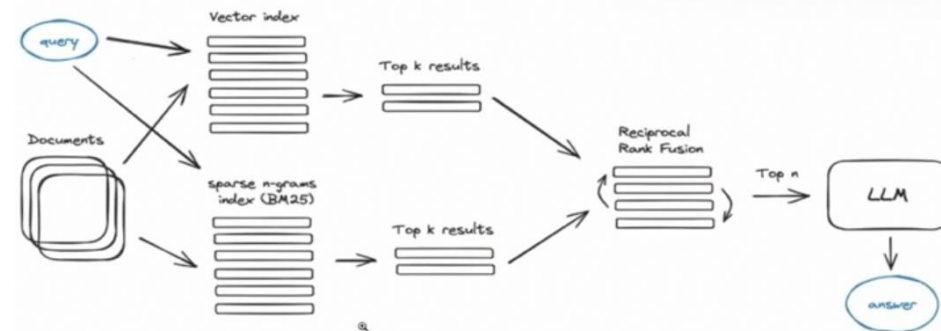 query
Vector index
Top k results
Documents
sparse n-grams
index (BM25)
Top k results
Reciprocal
Rank Fusion
Top n
LLM
answer